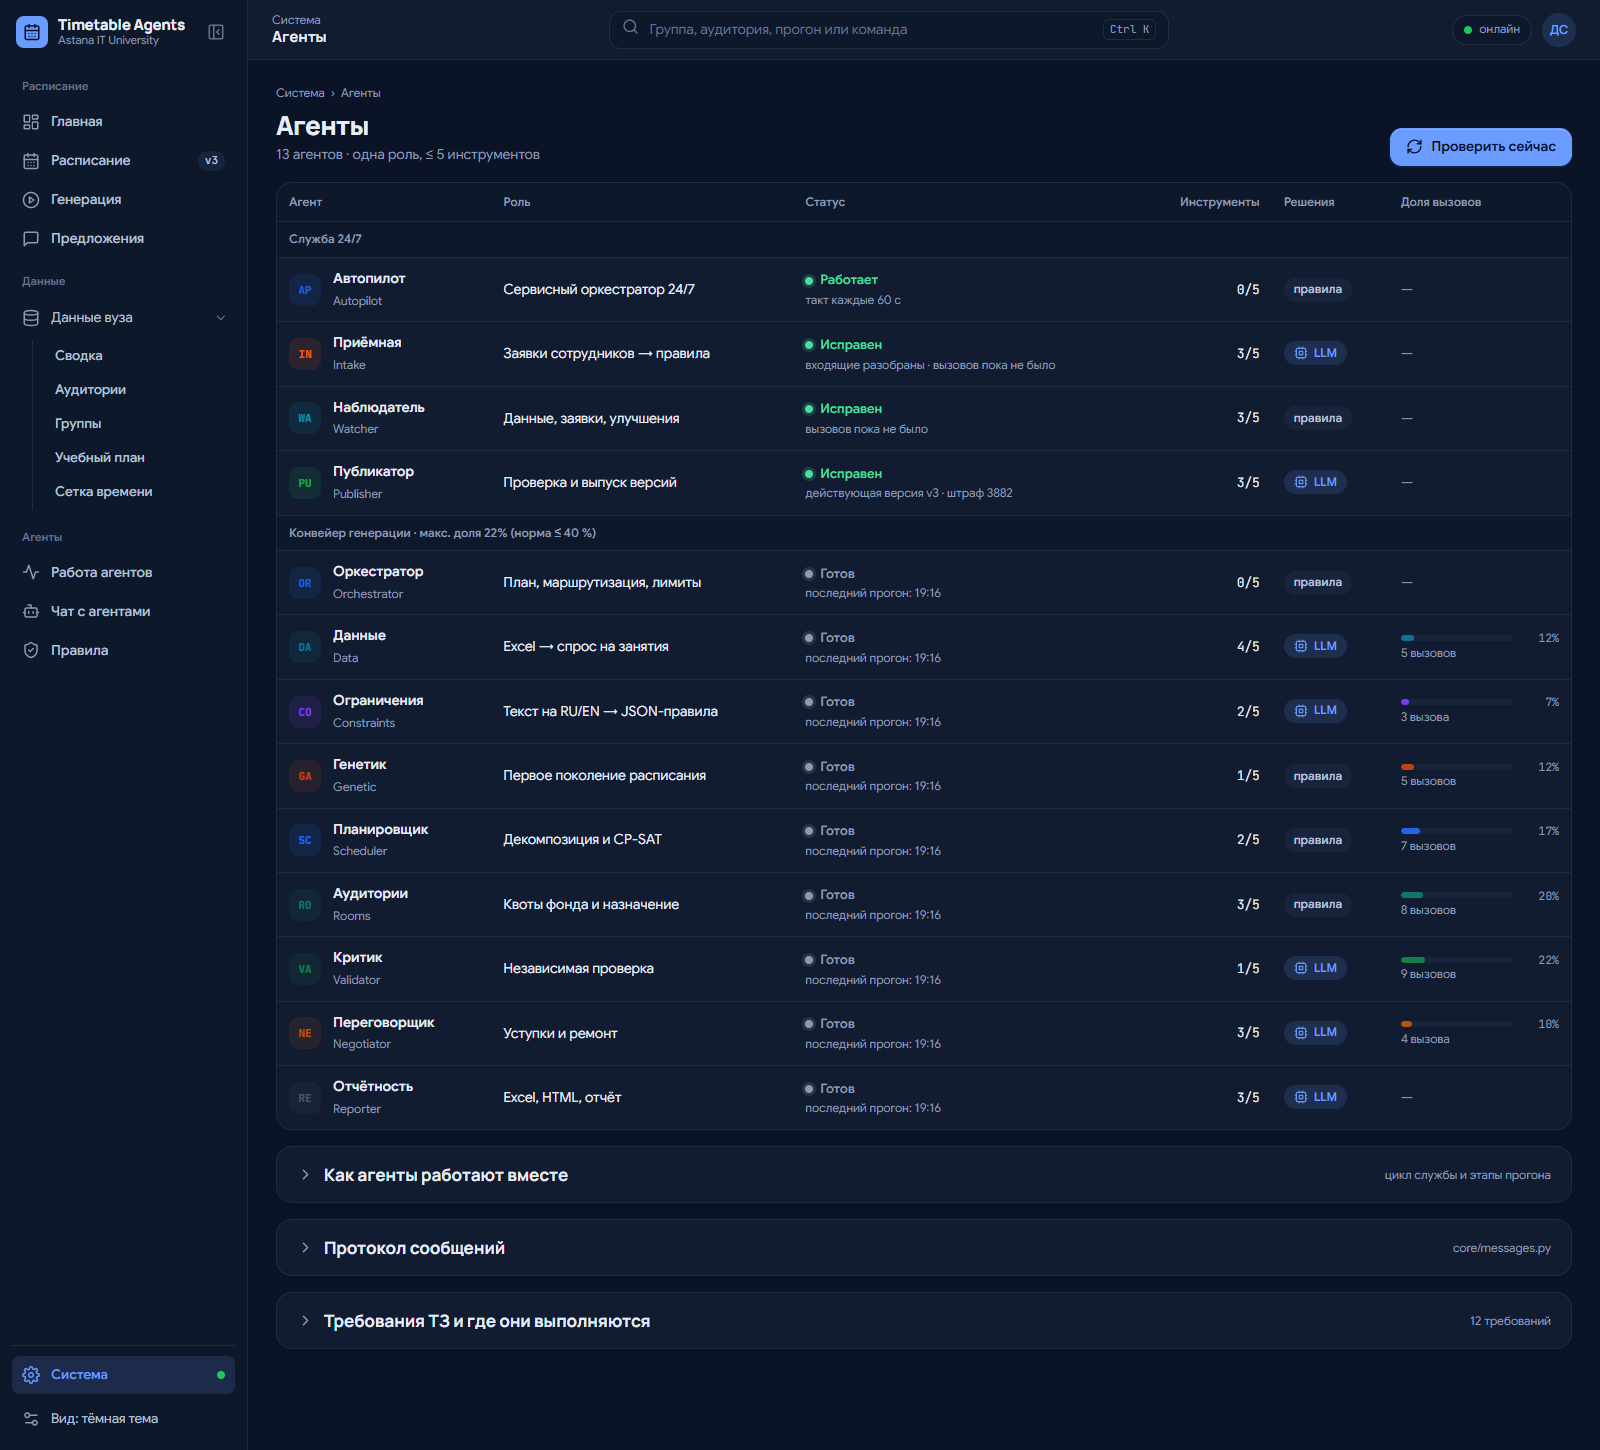 Timetable Agents
Astana IT University
Расписание
Главная
Расписание v3
Генерация
Предложения
Данные
Данные вуза
Сводка
Аудитории
Группы
Учебный план
Сетка времени
Агенты
Работа агентов
Чат с агентами
Правила
Система
Вид: тёмная тема
Система
Агенты
Группа, аудитория, прогон или команда Ctrl K
онлайн ДС
Система › Агенты
Агенты
13 агентов · одна роль, ≤ 5 инструментов
Проверить сейчас
Агент Роль Статус Инструменты Решения Доля вызовов
Служба 24/7
AP Автопилот Сервисный оркестратор 24/7 Работает 0/5 правила —
Autopilot такт каждые 60 с
IN Приёмная Заявки сотрудников → правила Исправен 3/5 LLM —
Intake входящие разобраны · вызовов пока не было
WA Наблюдатель Данные, заявки, улучшения Исправен 3/5 правила —
Watcher вызовов пока не было
PU Публикатор Проверка и выпуск версий Исправен 3/5 LLM —
Publisher действующая версия v3 · штраф 3882
Конвейер генерации · макс. доля 22% (норма ≤ 40 %)
OR Оркестратор План, маршрутизация, лимиты Готов 0/5 правила —
Orchestrator последний прогон: 19:16
DA Данные Excel → спрос на занятия Готов 4/5 LLM 12%
Data последний прогон: 19:16 5 вызовов
CO Ограничения Текст на RU/EN → JSON-правила Готов 2/5 LLM 7%
Constraints последний прогон: 19:16 3 вызова
GA Генетик Первое поколение расписания Готов 1/5 правила 12%
Genetic последний прогон: 19:16 5 вызовов
SC Планировщик Декомпозиция и CP-SAT Готов 2/5 правила 17%
Scheduler последний прогон: 19:16 7 вызовов
RO Аудитории Квоты фонда и назначение Готов 3/5 правила 20%
Rooms последний прогон: 19:16 8 вызовов
VA Критик Независимая проверка Готов 1/5 LLM 22%
Validator последний прогон: 19:16 9 вызовов
NE Переговорщик Уступки и ремонт Готов 3/5 LLM 10%
Negotiator последний прогон: 19:16 4 вызова
RE Отчётность Excel, HTML, отчёт Готов 3/5 LLM —
Reporter последний прогон: 19:16
Как агенты работают вместе цикл службы и этапы прогона
Протокол сообщений core/messages.py
Требования ТЗ и где они выполняются 12 требований